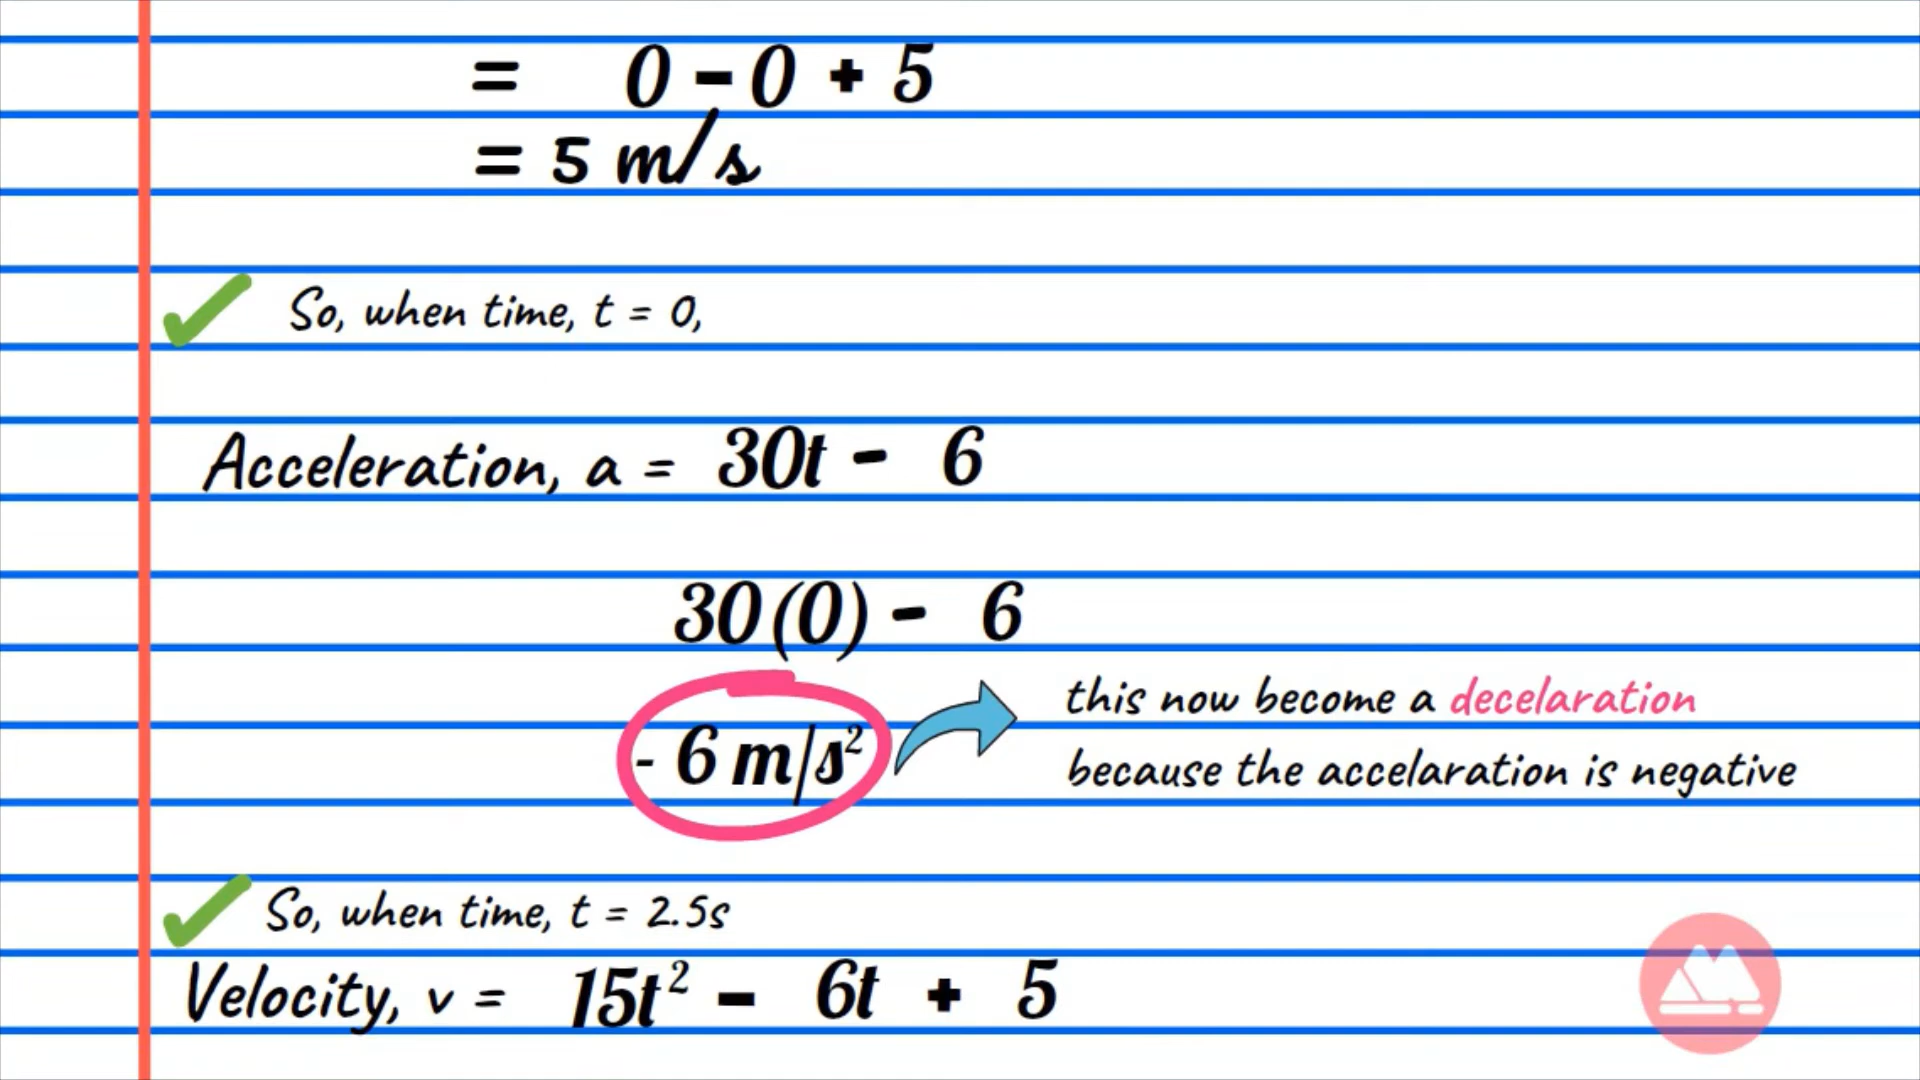 = 0 - 0 + 5
= 5 m/s
So, when time, t = 0,
Acceleration, a = 30t - 6
30(0) - 6
- 6 m/s²
this now become a decelaration
because the accelaration is negative
So, when time, t = 2.5s
Velocity, v = 15t² - 6t + 5